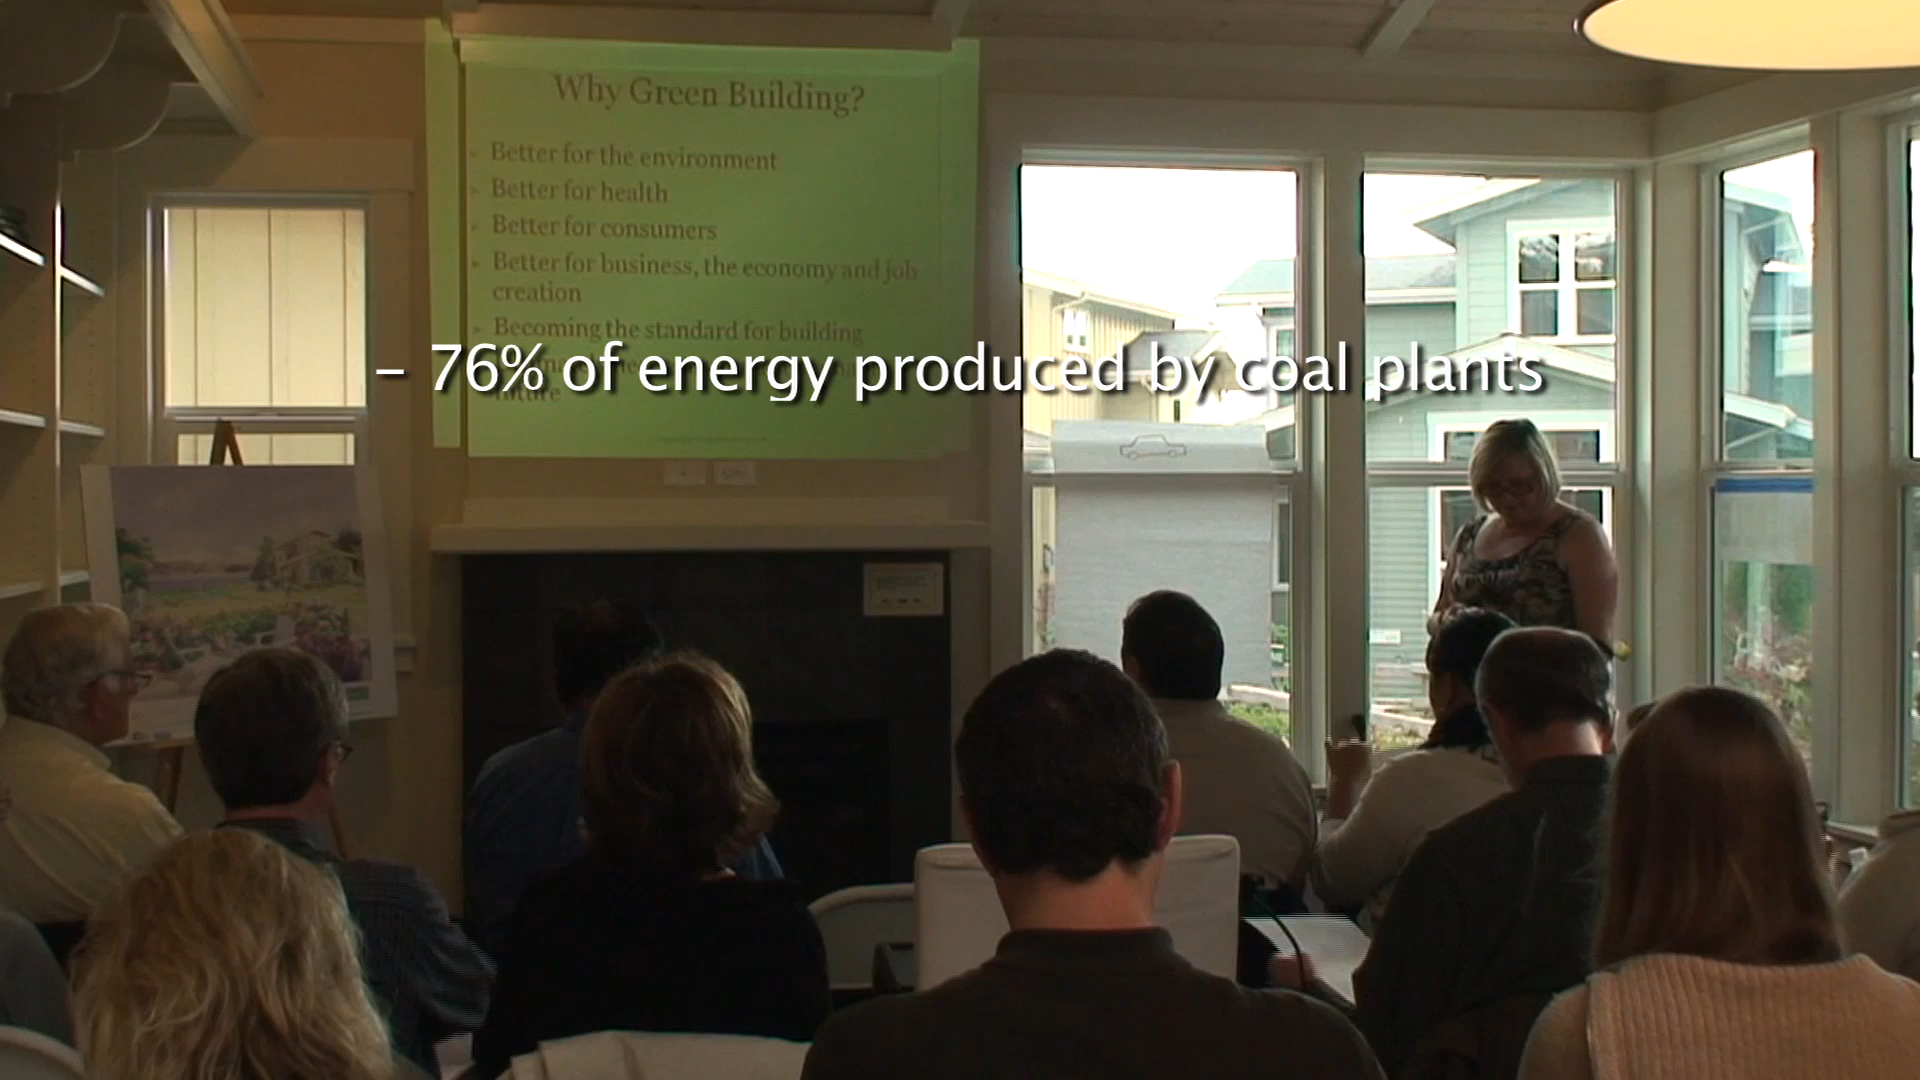 Why Green Building?
Better for the environment
Better for health
Better for consumers
Better for business, the economy and job
creation
Becoming the standard for building
– 76% of energy produced by coal plants
future